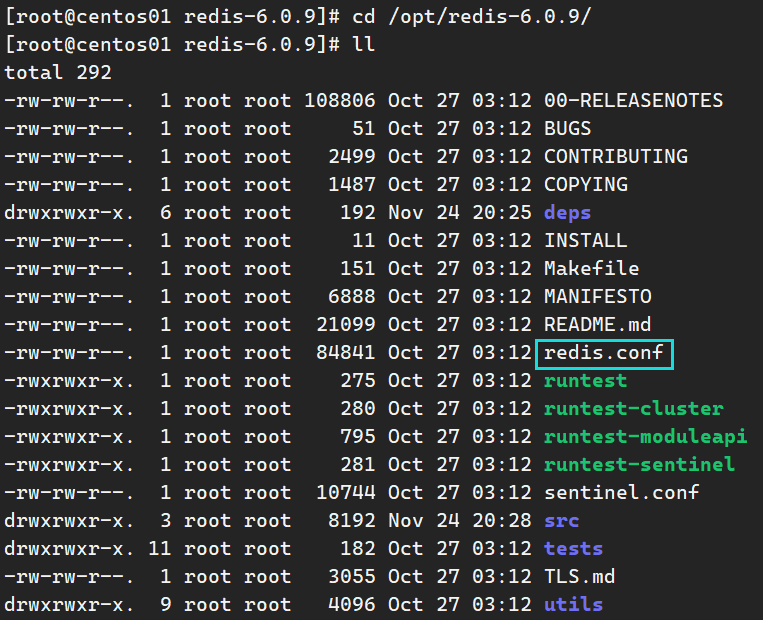 [root@centos01 redis-6.0.9]# cd /opt/redis-6.0.9/
[root@centos01 redis-6.0.9]# ll
total 292
-rw-rw-r--.  1 root root 108806 Oct 27 03:12 00-RELEASENOTES
-rw-rw-r--.  1 root root     51 Oct 27 03:12 BUGS
-rw-rw-r--.  1 root root   2499 Oct 27 03:12 CONTRIBUTING
-rw-rw-r--.  1 root root   1487 Oct 27 03:12 COPYING
drwxrwxr-x.  6 root root    192 Nov 24 20:25 deps
-rw-rw-r--.  1 root root     11 Oct 27 03:12 INSTALL
-rw-rw-r--.  1 root root    151 Oct 27 03:12 Makefile
-rw-rw-r--.  1 root root   6888 Oct 27 03:12 MANIFESTO
-rw-rw-r--.  1 root root  21099 Oct 27 03:12 README.md
-rw-rw-r--.  1 root root  84841 Oct 27 03:12 redis.conf
-rwxrwxr-x.  1 root root    275 Oct 27 03:12 runtest
-rwxrwxr-x.  1 root root    280 Oct 27 03:12 runtest-cluster
-rwxrwxr-x.  1 root root    795 Oct 27 03:12 runtest-moduleapi
-rwxrwxr-x.  1 root root    281 Oct 27 03:12 runtest-sentinel
-rw-rw-r--.  1 root root  10744 Oct 27 03:12 sentinel.conf
drwxrwxr-x.  3 root root   8192 Nov 24 20:28 src
drwxrwxr-x. 11 root root    182 Oct 27 03:12 tests
-rw-rw-r--.  1 root root   3055 Oct 27 03:12 TLS.md
drwxrwxr-x.  9 root root   4096 Oct 27 03:12 utils